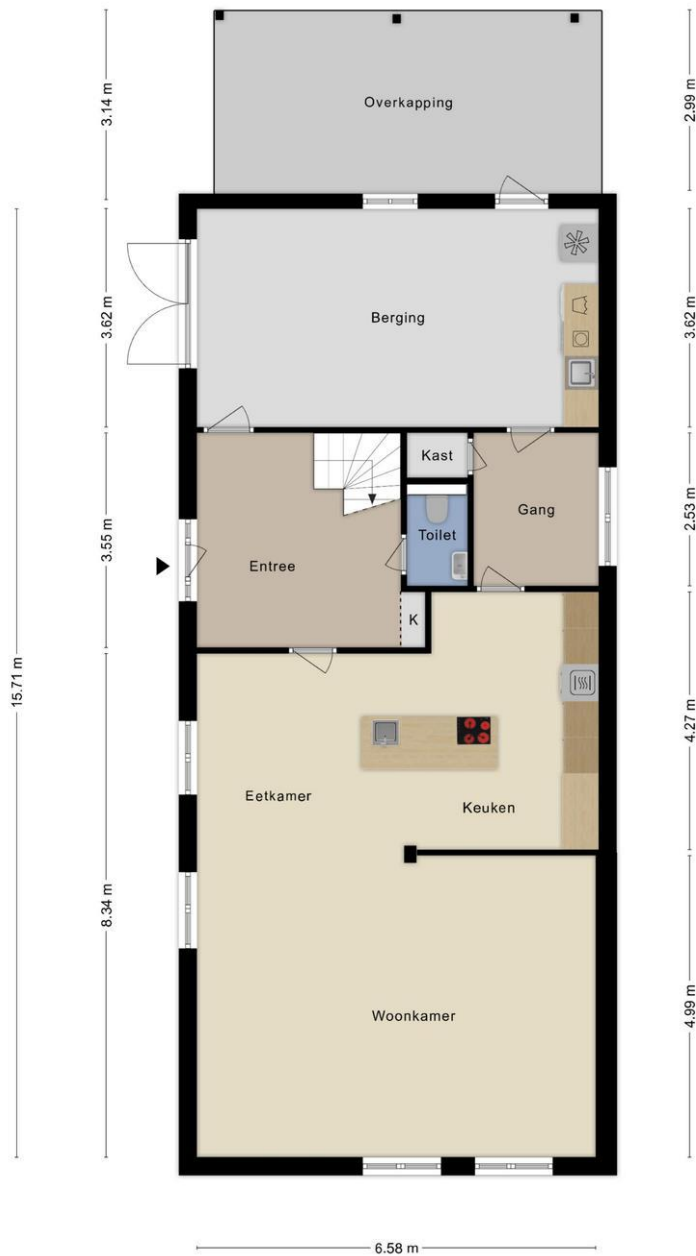 3.14 m
2.99 m
Overkapping
3.62 m
Berging
3.62 m
Kast
Gang
Toilet
2.53 m
3.55 m
Entree
K
15.71 m
4.27 m
Eetkamer
Keuken
8.34 m
Woonkamer
4.99 m
6.58 m